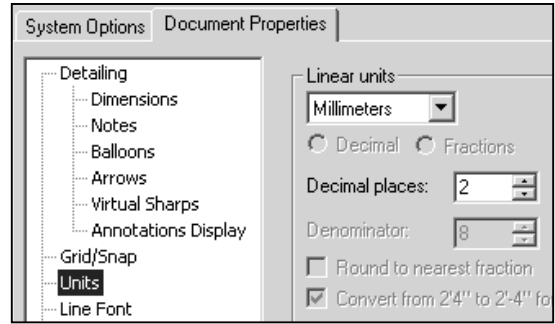 System Options
Document Properties
Detailing
Dimensions
Notes
Balloons
Arrows
Virtual Sharps
Annotations Display
Grid/Snap
Units
Line Font
Linear units
Millimeters
Decimal Fractions
Decimal places: 2
Denominator: 8
Round to nearest fraction
Convert from 2'4" to 2'-4" fo